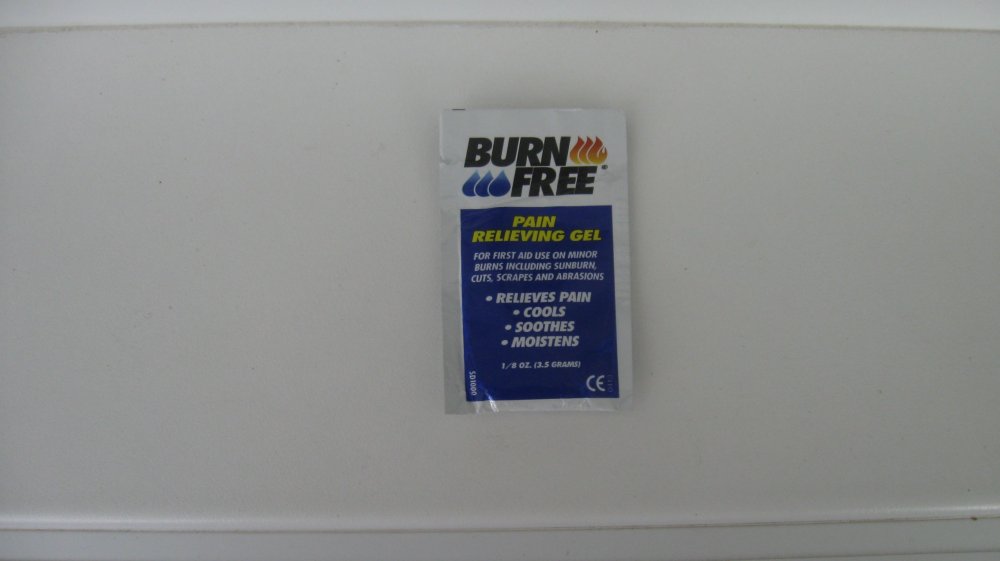 BURN
FREE®
PAIN
RELIEVING GEL
FOR FIRST AID USE ON MINOR
BURNS INCLUDING SUNBURN,
CUTS, SCRAPES AND ABRASIONS
• RELIEVES PAIN
• COOLS
• SOOTHES
• MOISTENS
1/8 OZ. (3.5 GRAMS)
SD1000
CE